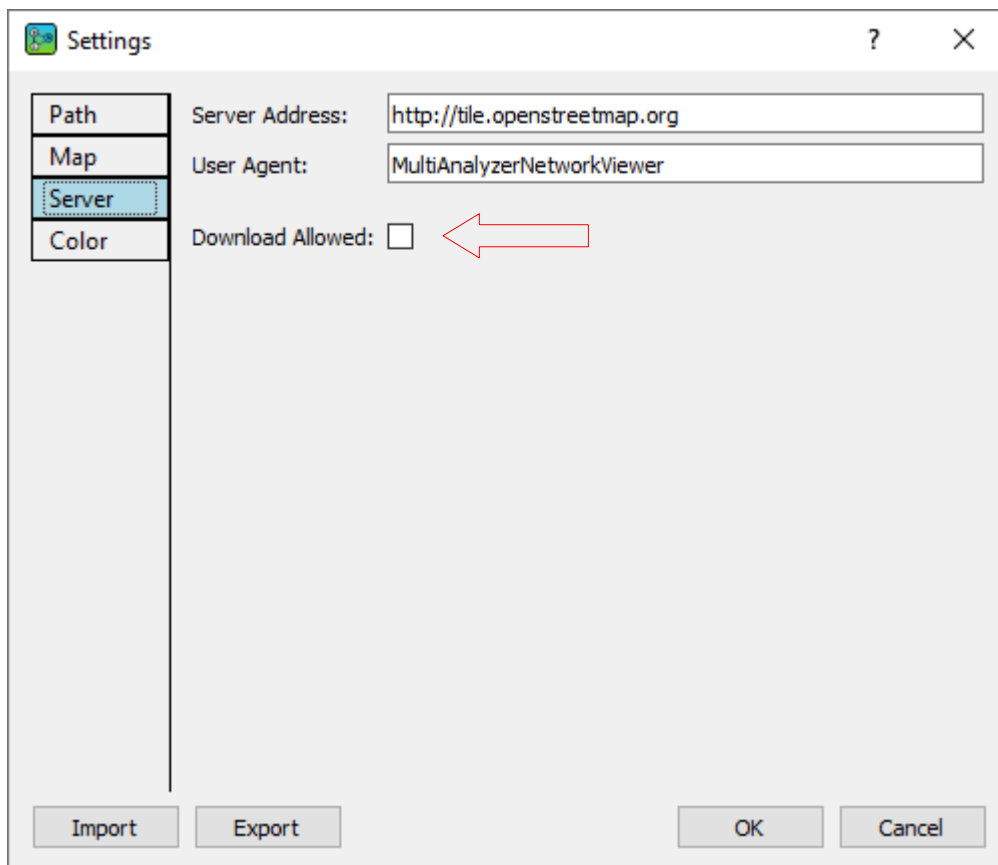 Settings
?
Path
Map
Server
Color
Server Address: http://tile.openstreetmap.org
User Agent: MultiAnalyzerNetworkViewer
Download Allowed:
Import
Export
OK
Cancel